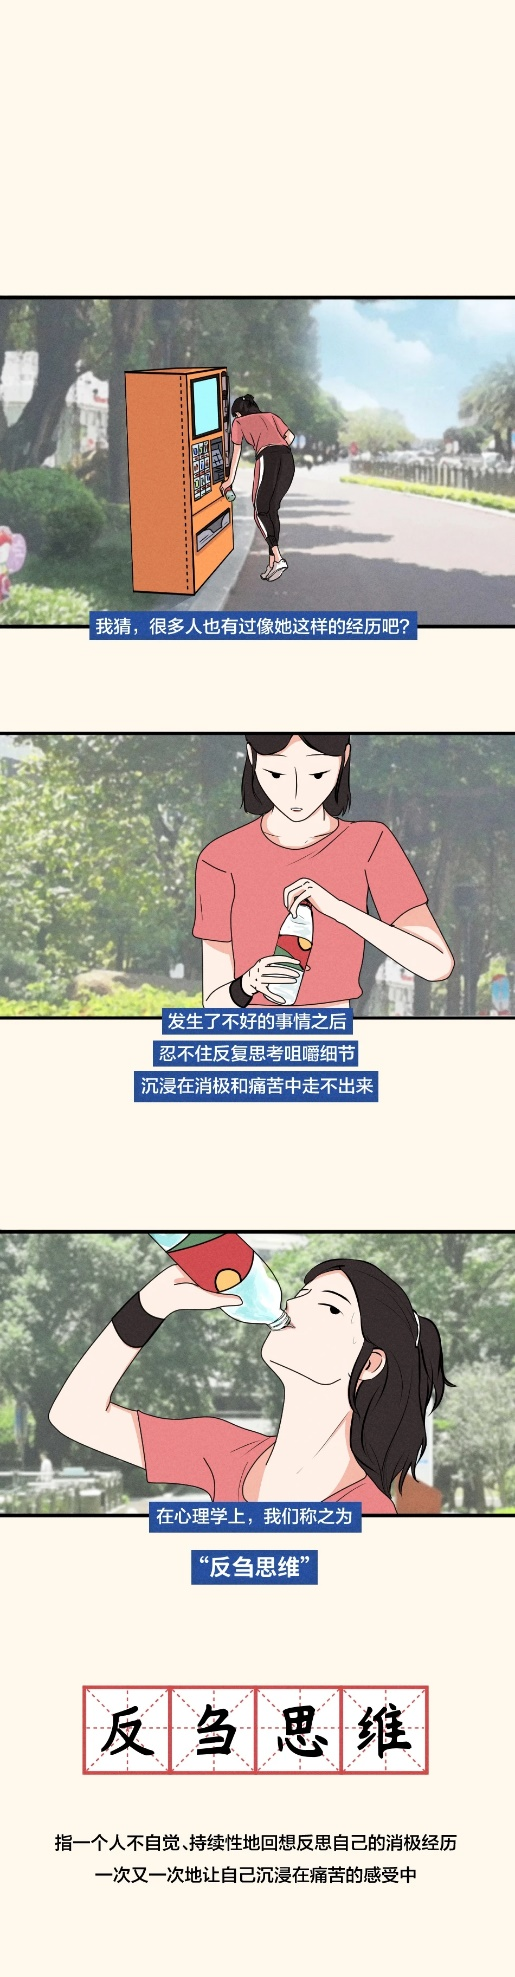 我猜，很多人也有过像她这样的经历吧？
发生了不好的事情之后
忍不住反复思考咀嚼细节
沉浸在消极和痛苦中走不出来
在心理学上，我们称之为
“反刍思维”
反刍思维
指一个人不自觉、持续性地回想反思自己的消极经历
一次又一次地让自己沉浸在痛苦的感受中